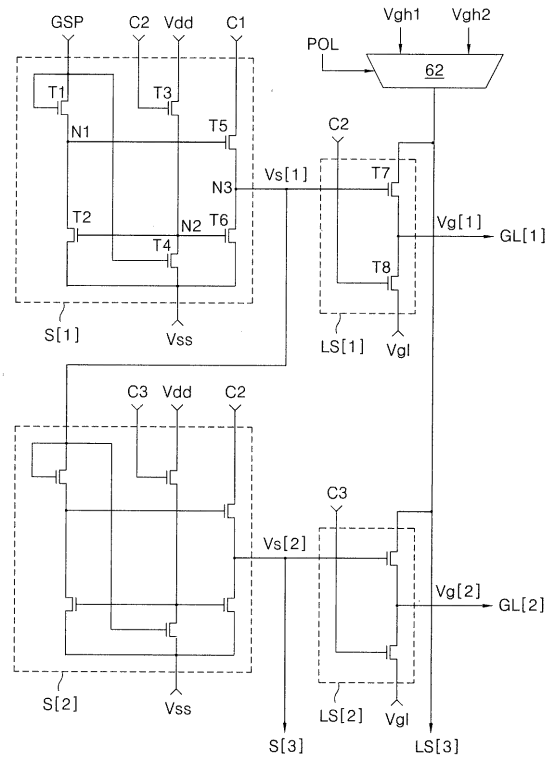 GSP C2 Vdd C1
Vgh1 Vgh2
POL
62
T1 T3
T5
N1
C2
T7
Vs[1]
N3
T2 N2 T6
T4
Vg[1]
GL[1]
T8
S[1]
Vss
LS[1]
Vgl
C3 Vdd C2
C3
Vs[2]
Vg[2]
GL[2]
S[2]
Vss
LS[2]
Vgl
S[3] LS[3]